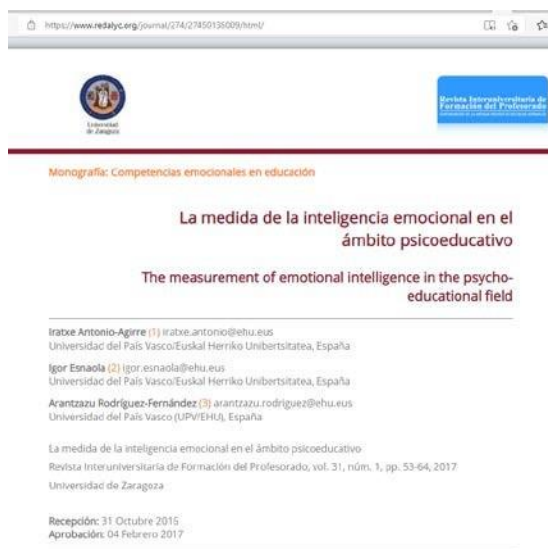 https://www.redalyc.org/journal/274/27450136009/html/
Universidad
de Zaragoza
Revista Interuniversitaria de
Formación del Profesorado
Monografía: Competencias emocionales en educación
La medida de la inteligencia emocional en el
ámbito psicoeducativo
The measurement of emotional intelligence in the psycho-
educational field
Iratxe Antonio-Agirre (1) iratxe.antonio@ehu.eus
Universidad del País Vasco/Euskal Herriko Unibertsitatea, España
Igor Esnaola (2) igor.esnaola@ehu.eus
Universidad del País Vasco/Euskal Herriko Unibertsitatea, España
Arantzazu Rodríguez-Fernández (3) arantzazu.rodriguez@ehu.eus
Universidad del País Vasco (UPV/EHU), España
La medida de la inteligencia emocional en el ámbito psicoeducativo
Revista Interuniversitaria de Formación del Profesorado, vol. 31, núm. 1, pp. 53-64, 2017
Universidad de Zaragoza
Recepción: 31 Octubre 2015
Aprobación: 04 Febrero 2017